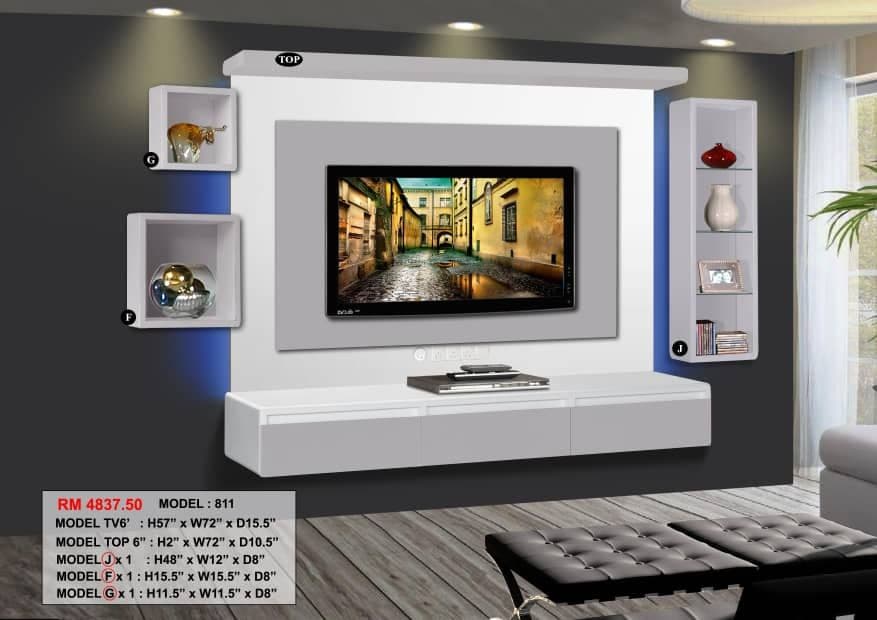 TOP
G
F
J
RM 4837.50 MODEL : 811
MODEL TV6' : H57" x W72" x D15.5"
MODEL TOP 6" : H2" x W72" x D10.5"
MODEL J x 1 : H48" x W12" x D8"
MODEL F x 1 : H15.5" x W15.5" x D8"
MODEL G x 1 : H11.5" x W11.5" x D8"